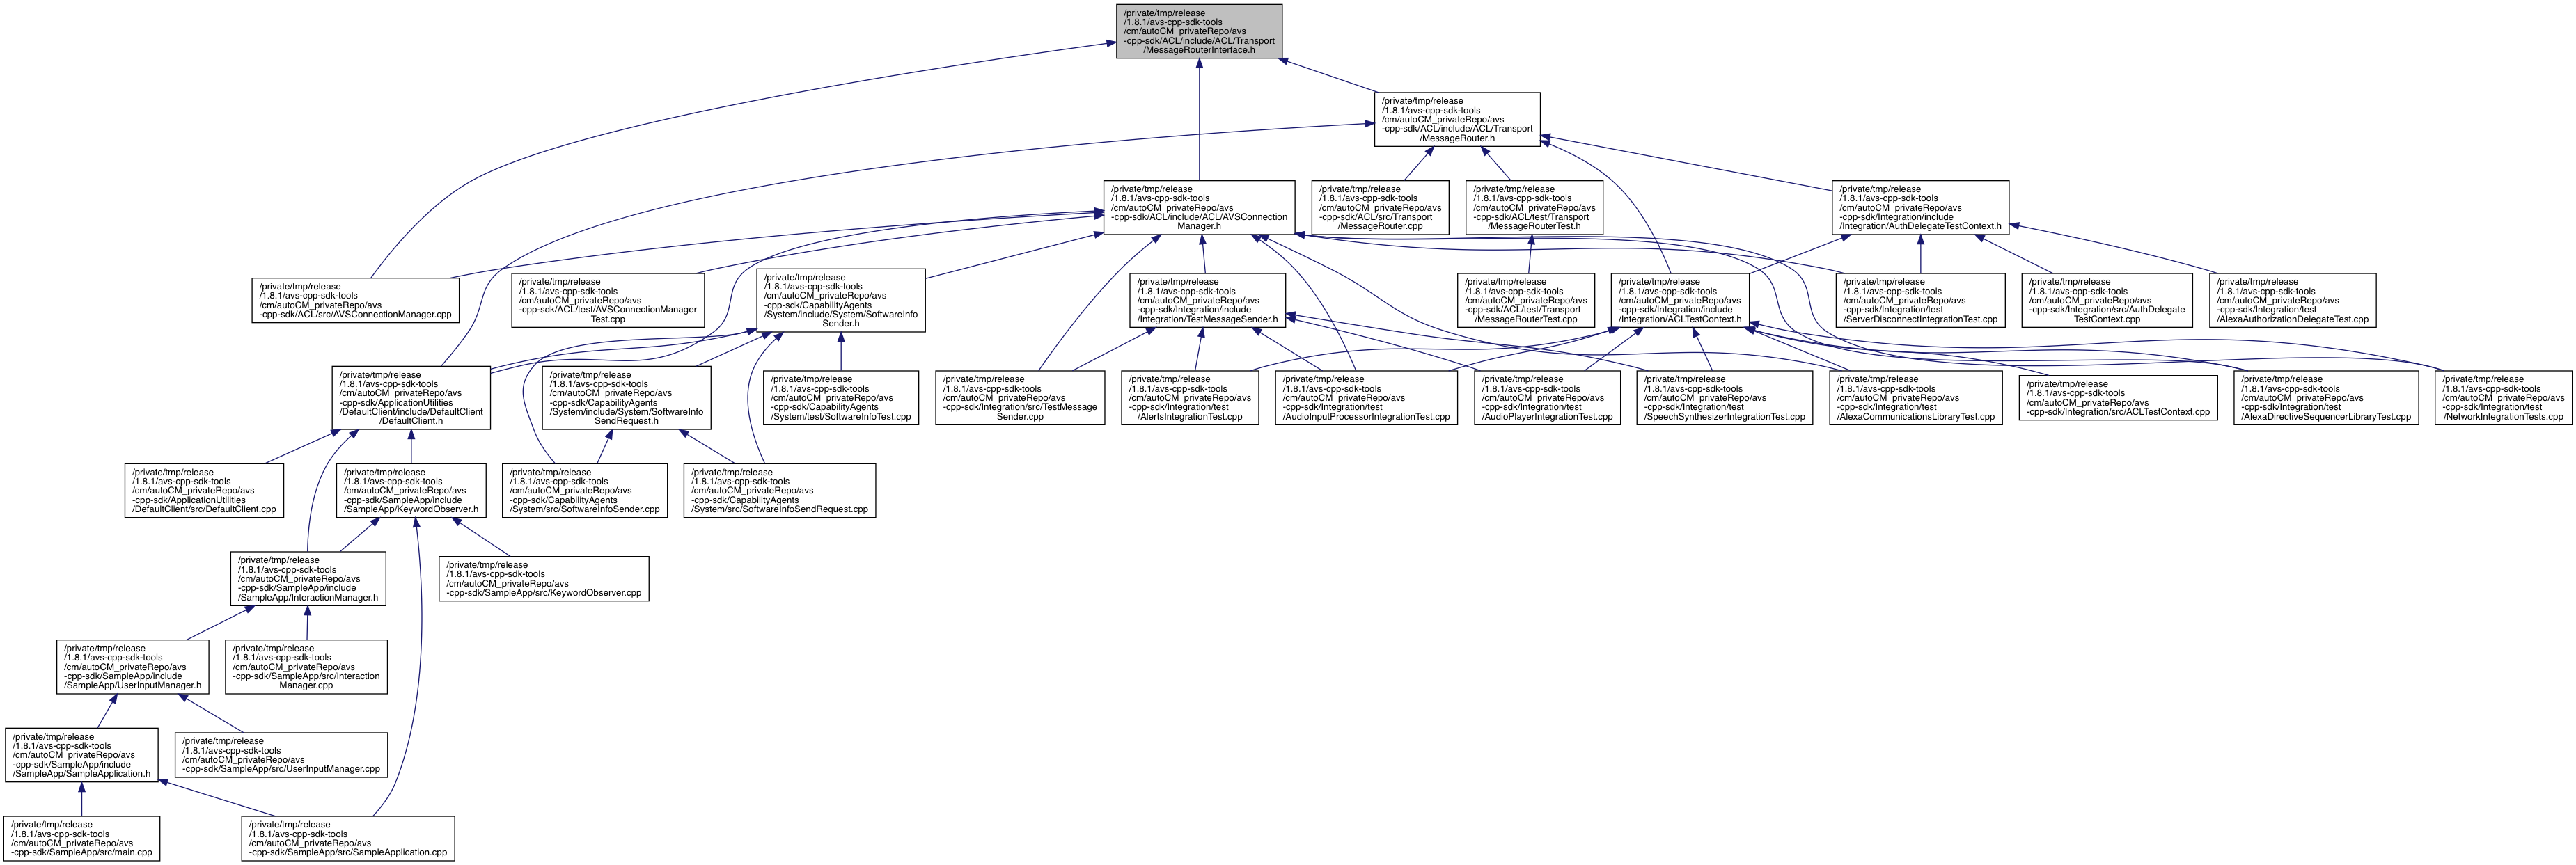 /private/tmp/release
/1.8.1/avs-cpp-sdk-tools
/cm/autoCM_privateRepo/avs
-cpp-sdk/ACL/include/ACL/Transport
/MessageRouterInterface.h
/private/tmp/release
/1.8.1/avs-cpp-sdk-tools
/cm/autoCM_privateRepo/avs
-cpp-sdk/ACL/include/ACL/Transport
/MessageRouter.h
/private/tmp/release
/1.8.1/avs-cpp-sdk-tools
/cm/autoCM_privateRepo/avs
-cpp-sdk/ACL/include/ACL/AVSConnection
Manager.h
/private/tmp/release
/1.8.1/avs-cpp-sdk-tools
/cm/autoCM_privateRepo/avs
-cpp-sdk/ACL/src/Transport
/MessageRouter.cpp
/private/tmp/release
/1.8.1/avs-cpp-sdk-tools
/cm/autoCM_privateRepo/avs
-cpp-sdk/ACL/test/Transport
/MessageRouterTest.h
/private/tmp/release
/1.8.1/avs-cpp-sdk-tools
/cm/autoCM_privateRepo/avs
-cpp-sdk/Integration/include
/Integration/AuthDelegateTestContext.h
/private/tmp/release
/1.8.1/avs-cpp-sdk-tools
/cm/autoCM_privateRepo/avs
-cpp-sdk/ACL/src/AVSConnectionManager.cpp
/private/tmp/release
/1.8.1/avs-cpp-sdk-tools
/cm/autoCM_privateRepo/avs
-cpp-sdk/ACL/test/AVSConnectionManager
Test.cpp
/private/tmp/release
/1.8.1/avs-cpp-sdk-tools
/cm/autoCM_privateRepo/avs
-cpp-sdk/CapabilityAgents
/System/include/System/SoftwareInfo
Sender.h
/private/tmp/release
/1.8.1/avs-cpp-sdk-tools
/cm/autoCM_privateRepo/avs
-cpp-sdk/Integration/include
/Integration/TestMessageSender.h
/private/tmp/release
/1.8.1/avs-cpp-sdk-tools
/cm/autoCM_privateRepo/avs
-cpp-sdk/ACL/test/Transport
/MessageRouterTest.cpp
/private/tmp/release
/1.8.1/avs-cpp-sdk-tools
/cm/autoCM_privateRepo/avs
-cpp-sdk/Integration/include
/Integration/ACLTestContext.h
/private/tmp/release
/1.8.1/avs-cpp-sdk-tools
/cm/autoCM_privateRepo/avs
-cpp-sdk/Integration/test
/ServerDisconnectIntegrationTest.cpp
/private/tmp/release
/1.8.1/avs-cpp-sdk-tools
/cm/autoCM_privateRepo/avs
-cpp-sdk/Integration/src/AuthDelegate
TestContext.cpp
/private/tmp/release
/1.8.1/avs-cpp-sdk-tools
/cm/autoCM_privateRepo/avs
-cpp-sdk/Integration/test
/AlexaAuthorizationDelegateTest.cpp
/private/tmp/release
/1.8.1/avs-cpp-sdk-tools
/cm/autoCM_privateRepo/avs
-cpp-sdk/ApplicationUtilities
/DefaultClient/include/DefaultClient
/DefaultClient.h
/private/tmp/release
/1.8.1/avs-cpp-sdk-tools
/cm/autoCM_privateRepo/avs
-cpp-sdk/CapabilityAgents
/System/include/System/SoftwareInfo
SendRequest.h
/private/tmp/release
/1.8.1/avs-cpp-sdk-tools
/cm/autoCM_privateRepo/avs
-cpp-sdk/CapabilityAgents
/System/test/SoftwareInfoTest.cpp
/private/tmp/release
/1.8.1/avs-cpp-sdk-tools
/cm/autoCM_privateRepo/avs
-cpp-sdk/Integration/src/TestMessage
Sender.cpp
/private/tmp/release
/1.8.1/avs-cpp-sdk-tools
/cm/autoCM_privateRepo/avs
-cpp-sdk/Integration/test
/AlertsIntegrationTest.cpp
/private/tmp/release
/1.8.1/avs-cpp-sdk-tools
/cm/autoCM_privateRepo/avs
-cpp-sdk/Integration/test
/AudioInputProcessorIntegrationTest.cpp
/private/tmp/release
/1.8.1/avs-cpp-sdk-tools
/cm/autoCM_privateRepo/avs
-cpp-sdk/Integration/test
/AudioPlayerIntegrationTest.cpp
/private/tmp/release
/1.8.1/avs-cpp-sdk-tools
/cm/autoCM_privateRepo/avs
-cpp-sdk/Integration/test
/SpeechSynthesizerIntegrationTest.cpp
/private/tmp/release
/1.8.1/avs-cpp-sdk-tools
/cm/autoCM_privateRepo/avs
-cpp-sdk/Integration/test
/AlexaCommunicationsLibraryTest.cpp
/private/tmp/release
/1.8.1/avs-cpp-sdk-tools
/cm/autoCM_privateRepo/avs
-cpp-sdk/Integration/src/ACLTestContext.cpp
/private/tmp/release
/1.8.1/avs-cpp-sdk-tools
/cm/autoCM_privateRepo/avs
-cpp-sdk/Integration/test
/AlexaDirectiveSequencerLibraryTest.cpp
/private/tmp/release
/1.8.1/avs-cpp-sdk-tools
/cm/autoCM_privateRepo/avs
-cpp-sdk/Integration/test
/NetworkIntegrationTests.cpp
/private/tmp/release
/1.8.1/avs-cpp-sdk-tools
/cm/autoCM_privateRepo/avs
-cpp-sdk/ApplicationUtilities
/DefaultClient/src/DefaultClient.cpp
/private/tmp/release
/1.8.1/avs-cpp-sdk-tools
/cm/autoCM_privateRepo/avs
-cpp-sdk/SampleApp/include
/SampleApp/KeywordObserver.h
/private/tmp/release
/1.8.1/avs-cpp-sdk-tools
/cm/autoCM_privateRepo/avs
-cpp-sdk/CapabilityAgents
/System/src/SoftwareInfoSender.cpp
/private/tmp/release
/1.8.1/avs-cpp-sdk-tools
/cm/autoCM_privateRepo/avs
-cpp-sdk/CapabilityAgents
/System/src/SoftwareInfoSendRequest.cpp
/private/tmp/release
/1.8.1/avs-cpp-sdk-tools
/cm/autoCM_privateRepo/avs
-cpp-sdk/SampleApp/include
/SampleApp/InteractionManager.h
/private/tmp/release
/1.8.1/avs-cpp-sdk-tools
/cm/autoCM_privateRepo/avs
-cpp-sdk/SampleApp/src/KeywordObserver.cpp
/private/tmp/release
/1.8.1/avs-cpp-sdk-tools
/cm/autoCM_privateRepo/avs
-cpp-sdk/SampleApp/include
/SampleApp/UserInputManager.h
/private/tmp/release
/1.8.1/avs-cpp-sdk-tools
/cm/autoCM_privateRepo/avs
-cpp-sdk/SampleApp/src/Interaction
Manager.cpp
/private/tmp/release
/1.8.1/avs-cpp-sdk-tools
/cm/autoCM_privateRepo/avs
-cpp-sdk/SampleApp/include
/SampleApp/SampleApplication.h
/private/tmp/release
/1.8.1/avs-cpp-sdk-tools
/cm/autoCM_privateRepo/avs
-cpp-sdk/SampleApp/src/UserInputManager.cpp
/private/tmp/release
/1.8.1/avs-cpp-sdk-tools
/cm/autoCM_privateRepo/avs
-cpp-sdk/SampleApp/src/main.cpp
/private/tmp/release
/1.8.1/avs-cpp-sdk-tools
/cm/autoCM_privateRepo/avs
-cpp-sdk/SampleApp/src/SampleApplication.cpp